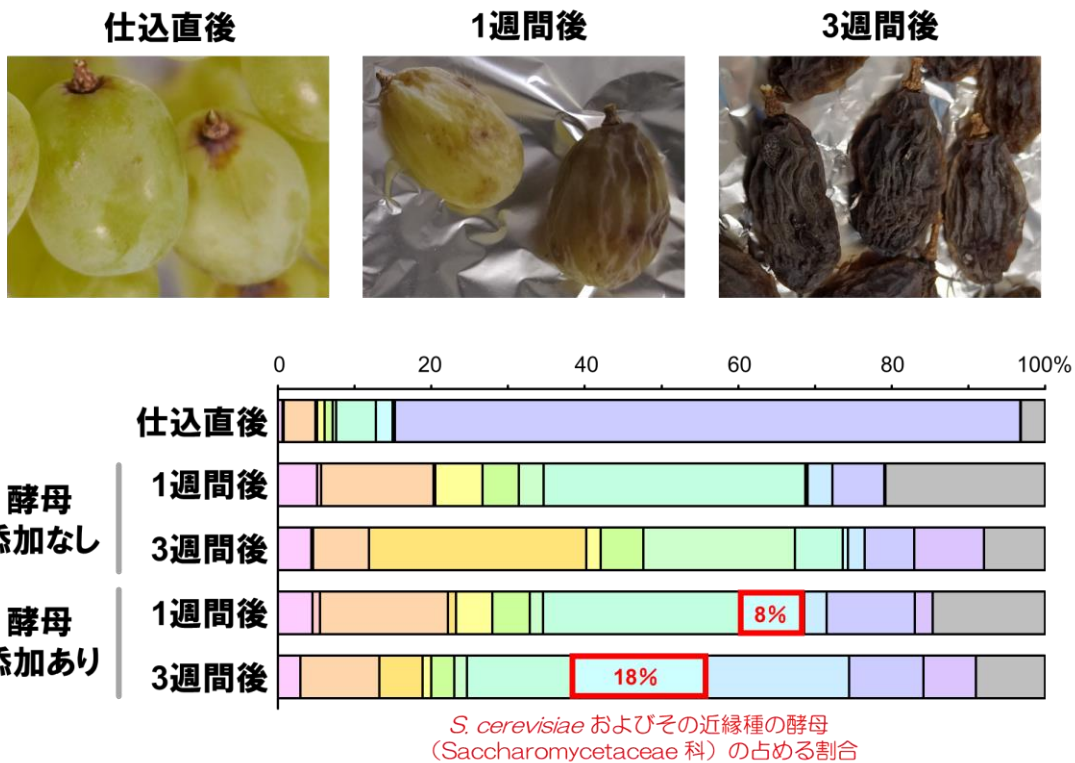 仕込直後
1週間後
3週間後
0 20 40 60 80 100%
仕込直後
酵母
添加なし
1週間後
3週間後
酵母
添加あり
1週間後
8%
3週間後
18%
S. cerevisiae およびその近縁種の酵母
（Saccharomycetaceae 科）の占める割合